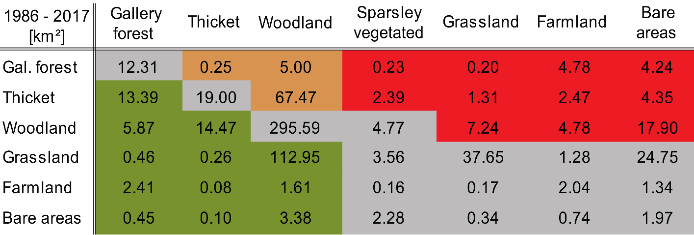 1986 - 2017 [km²] Gallery forest Thicket Woodland Sparsley vegetated Grassland Farmland Bare areas
Gal. forest 12.31 0.25 5.00 0.23 0.20 4.78 4.24
Thicket 13.39 19.00 67.47 2.39 1.31 2.47 4.35
Woodland 5.87 14.47 295.59 4.77 7.24 4.78 17.90
Grassland 0.46 0.26 112.95 3.56 37.65 1.28 24.75
Farmland 2.41 0.08 1.61 0.16 0.17 2.04 1.34
Bare areas 0.45 0.10 3.38 2.28 0.34 0.74 1.97